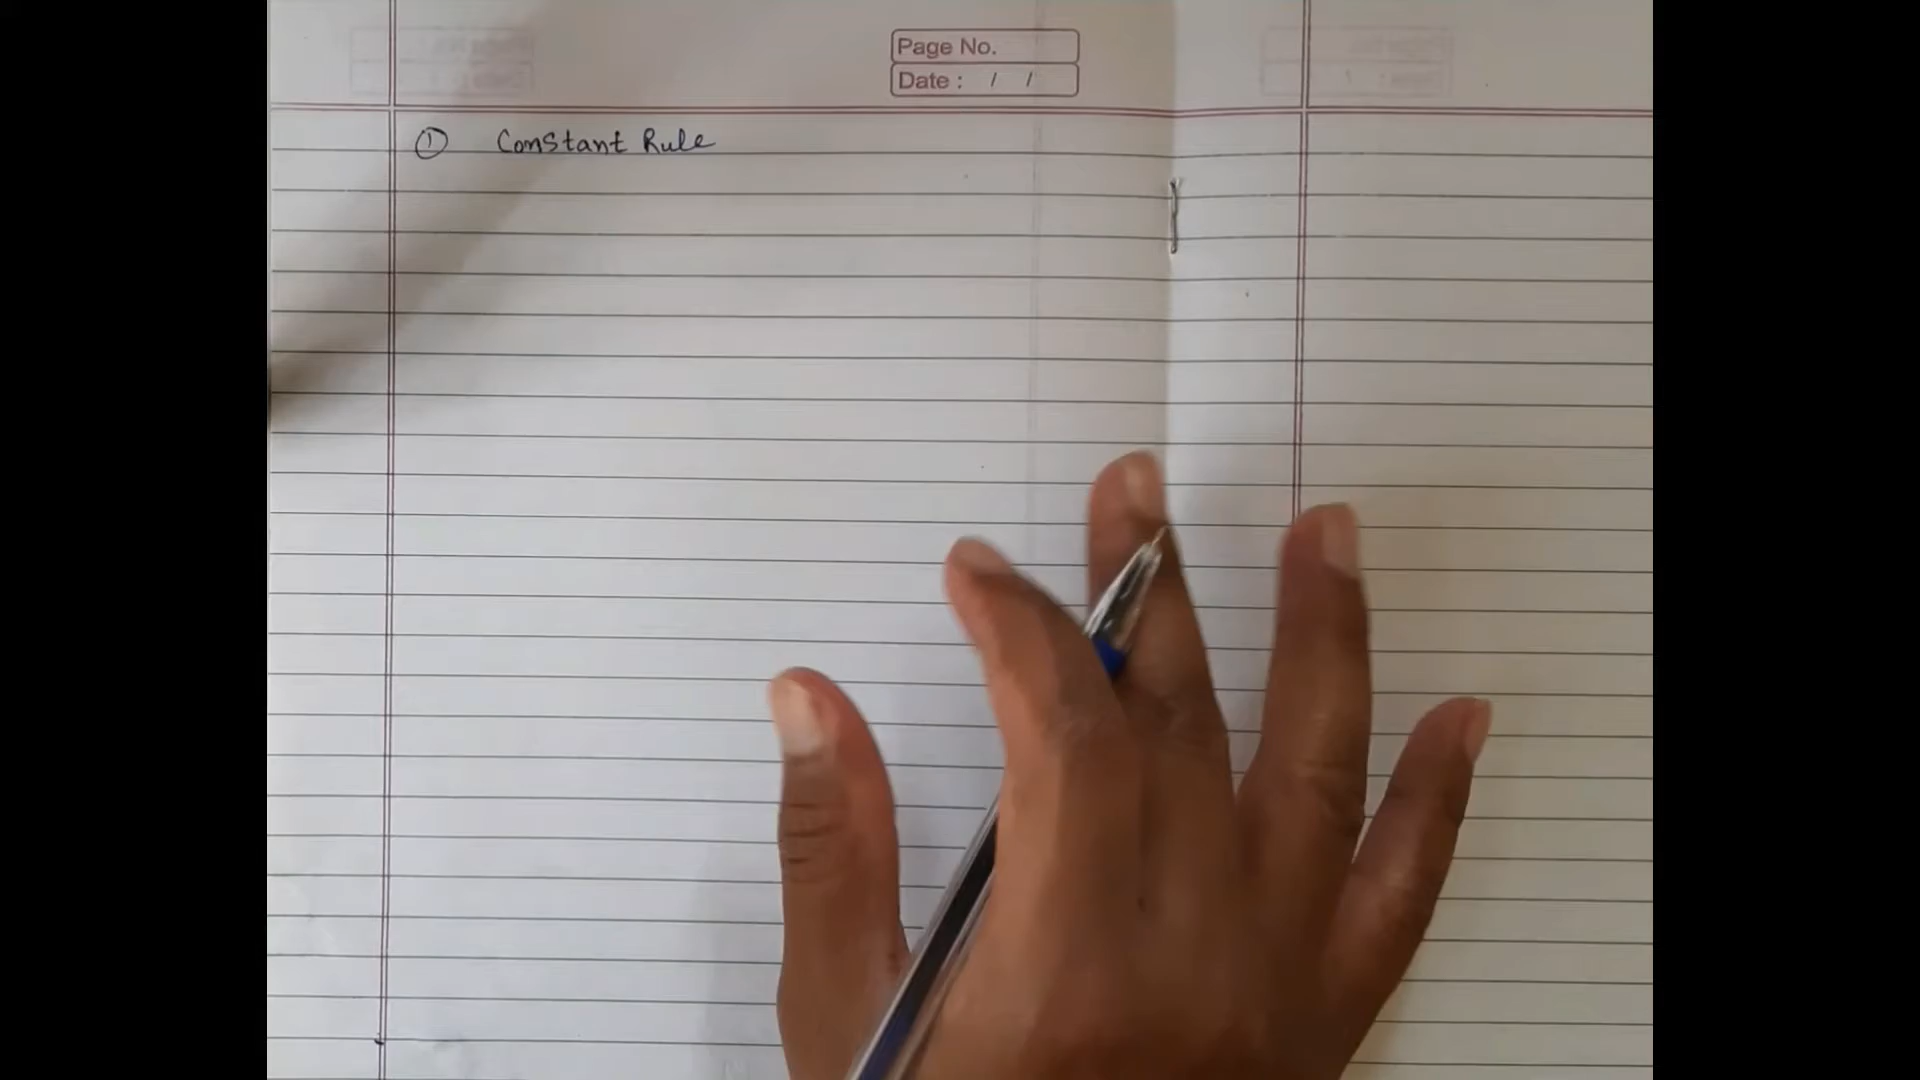 Page No.
Date : / /
① Constant Rule